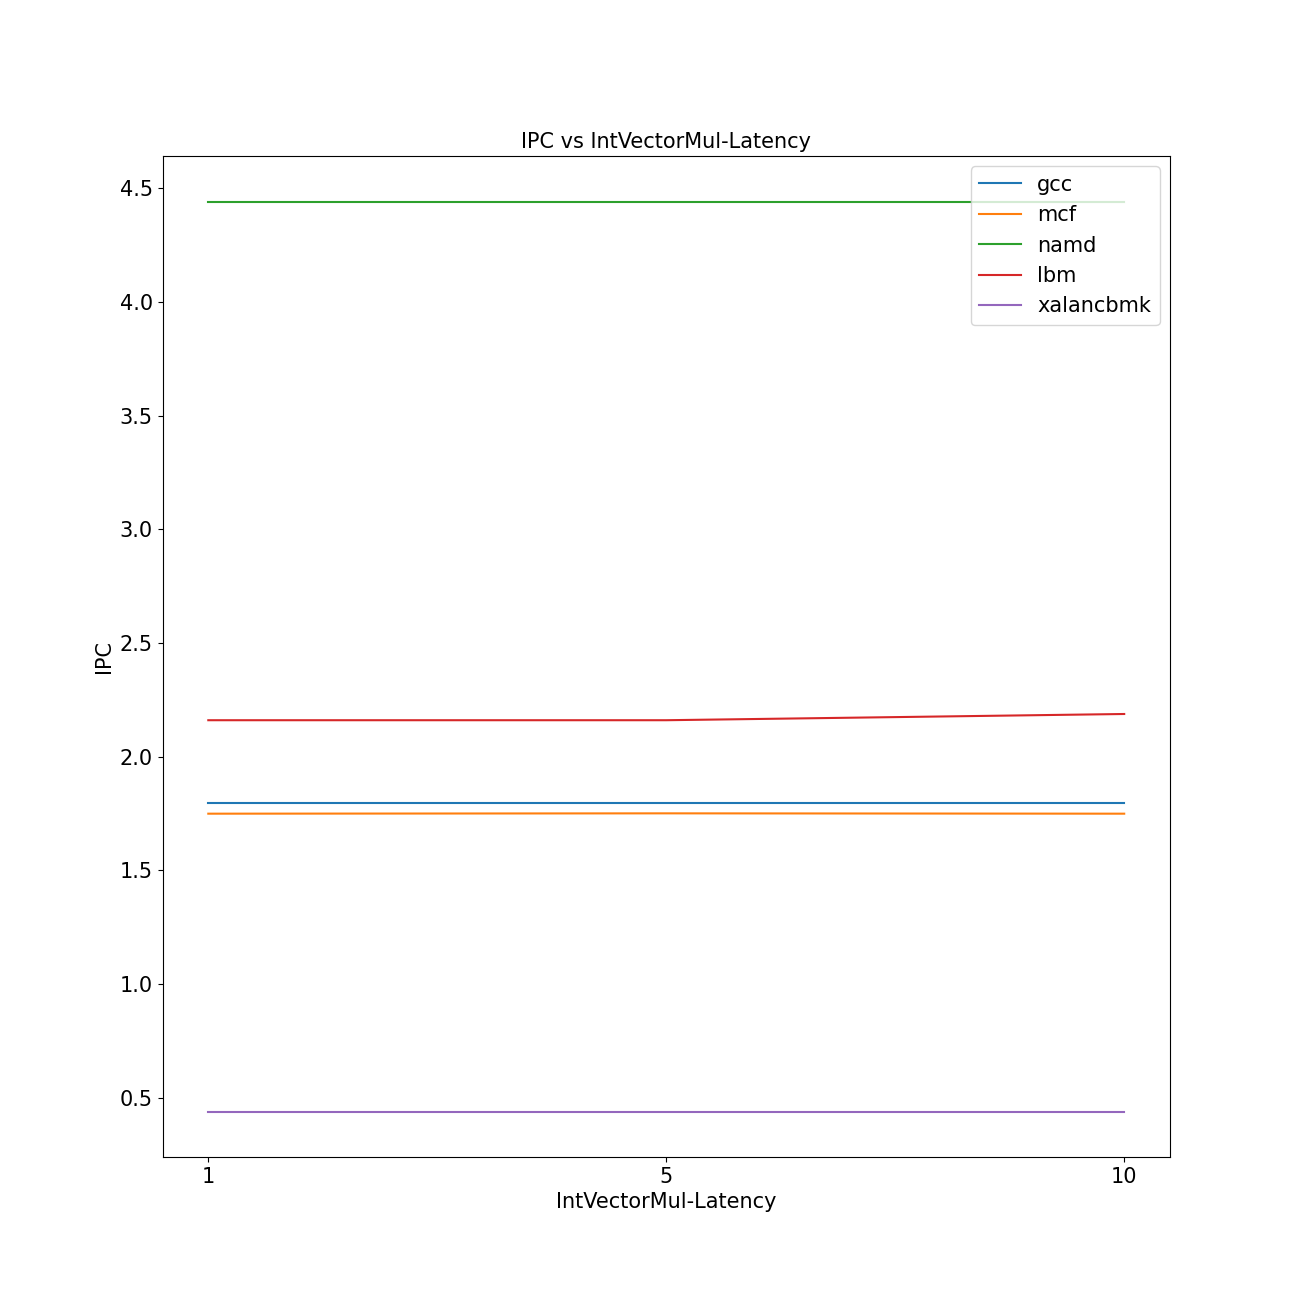 IPC vs IntVectorMul-Latency
gcc
mcf
namd
lbm
xalancbmk
4.5
4.0
3.5
3.0
2.5
2.0
1.5
1.0
0.5
IPC
1 5 10
IntVectorMul-Latency